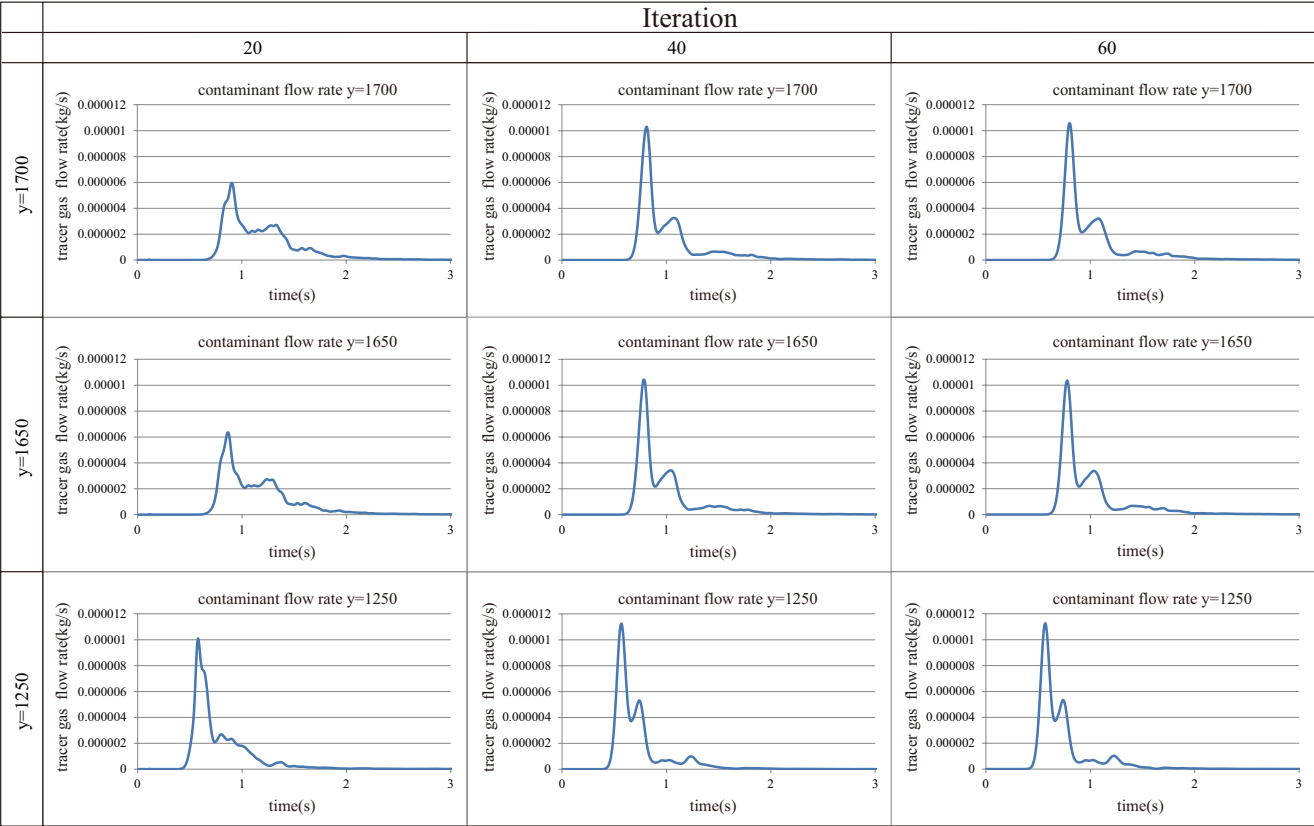 Iteration
20 40 60
y=1700
contaminant flow rate y=1700
tracer gas flow rate(kg/s)
0.000012
0.00001
0.000008
0.000006
0.000004
0.000002
0
0 1 2 3
time(s)
contaminant flow rate y=1700
tracer gas flow rate(kg/s)
0.000012
0.00001
0.000008
0.000006
0.000004
0.000002
0
0 1 2 3
time(s)
contaminant flow rate y=1700
tracer gas flow rate(kg/s)
0.000012
0.00001
0.000008
0.000006
0.000004
0.000002
0
0 1 2 3
time(s)
y=1650
contaminant flow rate y=1650
tracer gas flow rate(kg/s)
0.000012
0.00001
0.000008
0.000006
0.000004
0.000002
0
0 1 2 3
time(s)
contaminant flow rate y=1650
tracer gas flow rate(kg/s)
0.000012
0.00001
0.000008
0.000006
0.000004
0.000002
0
0 1 2 3
time(s)
contaminant flow rate y=1650
tracer gas flow rate(kg/s)
0.000012
0.00001
0.000008
0.000006
0.000004
0.000002
0
0 1 2 3
time(s)
y=1250
contaminant flow rate y=1250
tracer gas flow rate(kg/s)
0.000012
0.00001
0.000008
0.000006
0.000004
0.000002
0
0 1 2 3
time(s)
contaminant flow rate y=1250
tracer gas flow rate(kg/s)
0.000012
0.00001
0.000008
0.000006
0.000004
0.000002
0
0 1 2 3
time(s)
contaminant flow rate y=1250
tracer gas flow rate(kg/s)
0.000012
0.00001
0.000008
0.000006
0.000004
0.000002
0
0 1 2 3
time(s)